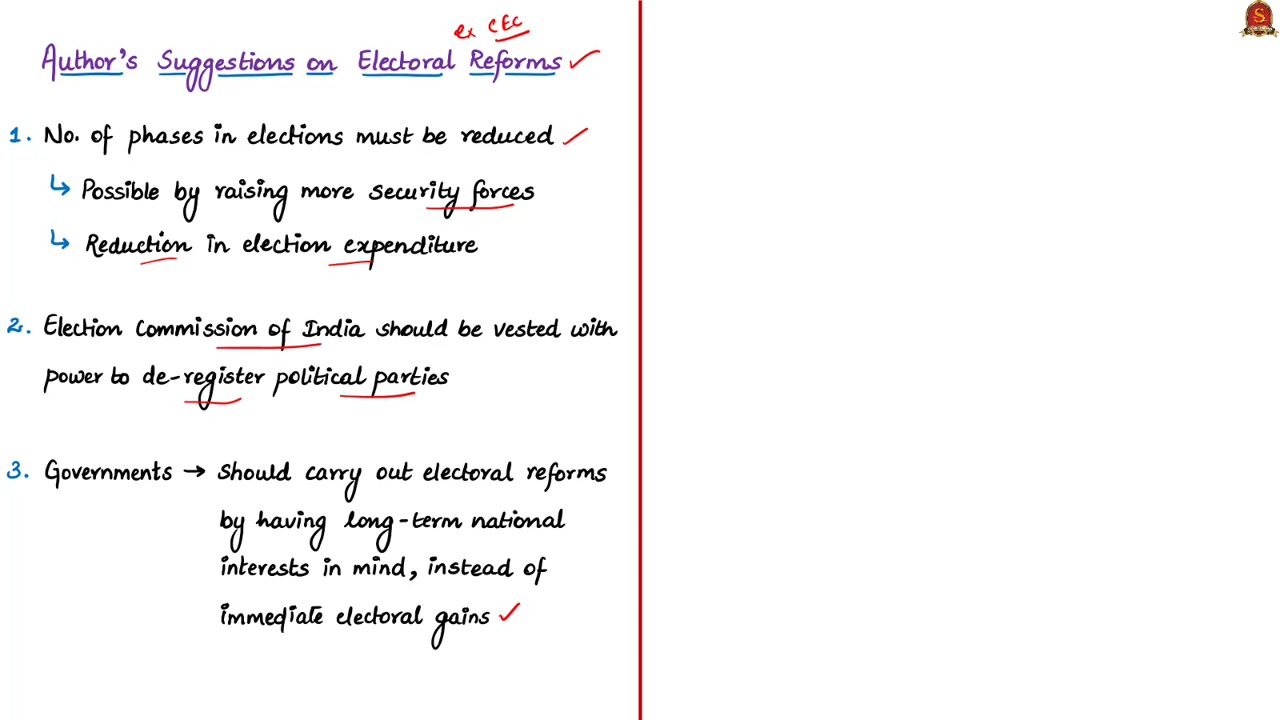 ex CEC
Author's Suggestions on Electoral Reforms ✓
1. No. of phases in elections must be reduced ✓
↳ Possible by raising more security forces
↳ Reduction in election expenditure
2. Election Commission of India should be vested with
power to de-register political parties
3. Governments → should carry out electoral reforms
by having long-term national
interests in mind, instead of
immediate electoral gains ✓
S